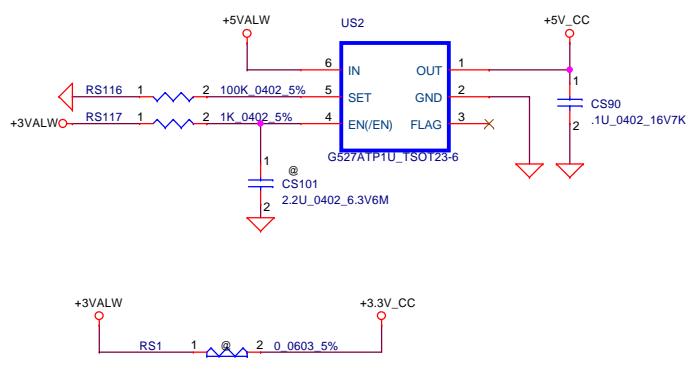 +5VALW US2 +5V_CC
6 IN OUT 1
RS116 1 2 100K_0402_5% 5 SET GND 2
1 CS90
+3VALW RS117 1 2 1K_0402_5% 4 EN(/EN) FLAG 3
2 .1U_0402_16V7K
G527ATP1U_TSOT23-6
1 @
CS101
2 2.2U_0402_6.3V6M
+3VALW +3.3V_CC
RS1 1 @ 2 0_0603_5%